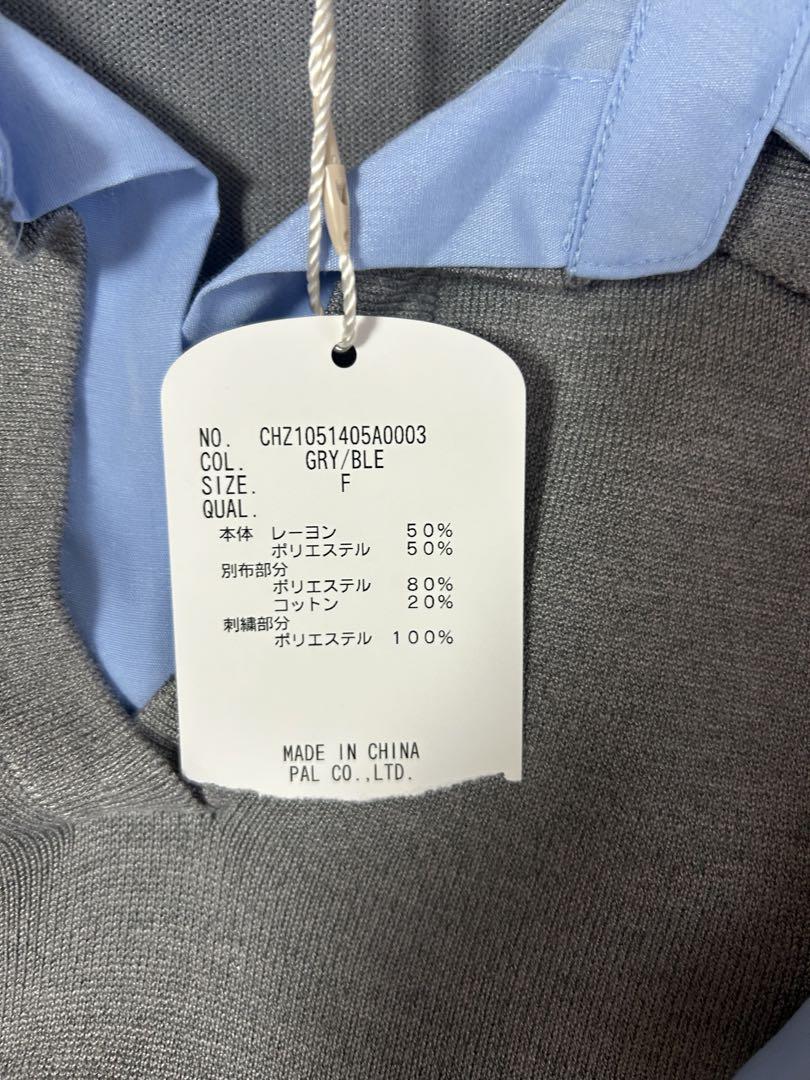 NO. CHZ1051405A0003
COL. GRY/BLE
SIZE. F
QUAL.
本体 レーヨン 50%
ポリエステル 50%
別布部分
ポリエステル 80%
コットン 20%
刺繍部分
ポリエステル 100%
MADE IN CHINA
PAL CO.,LTD.